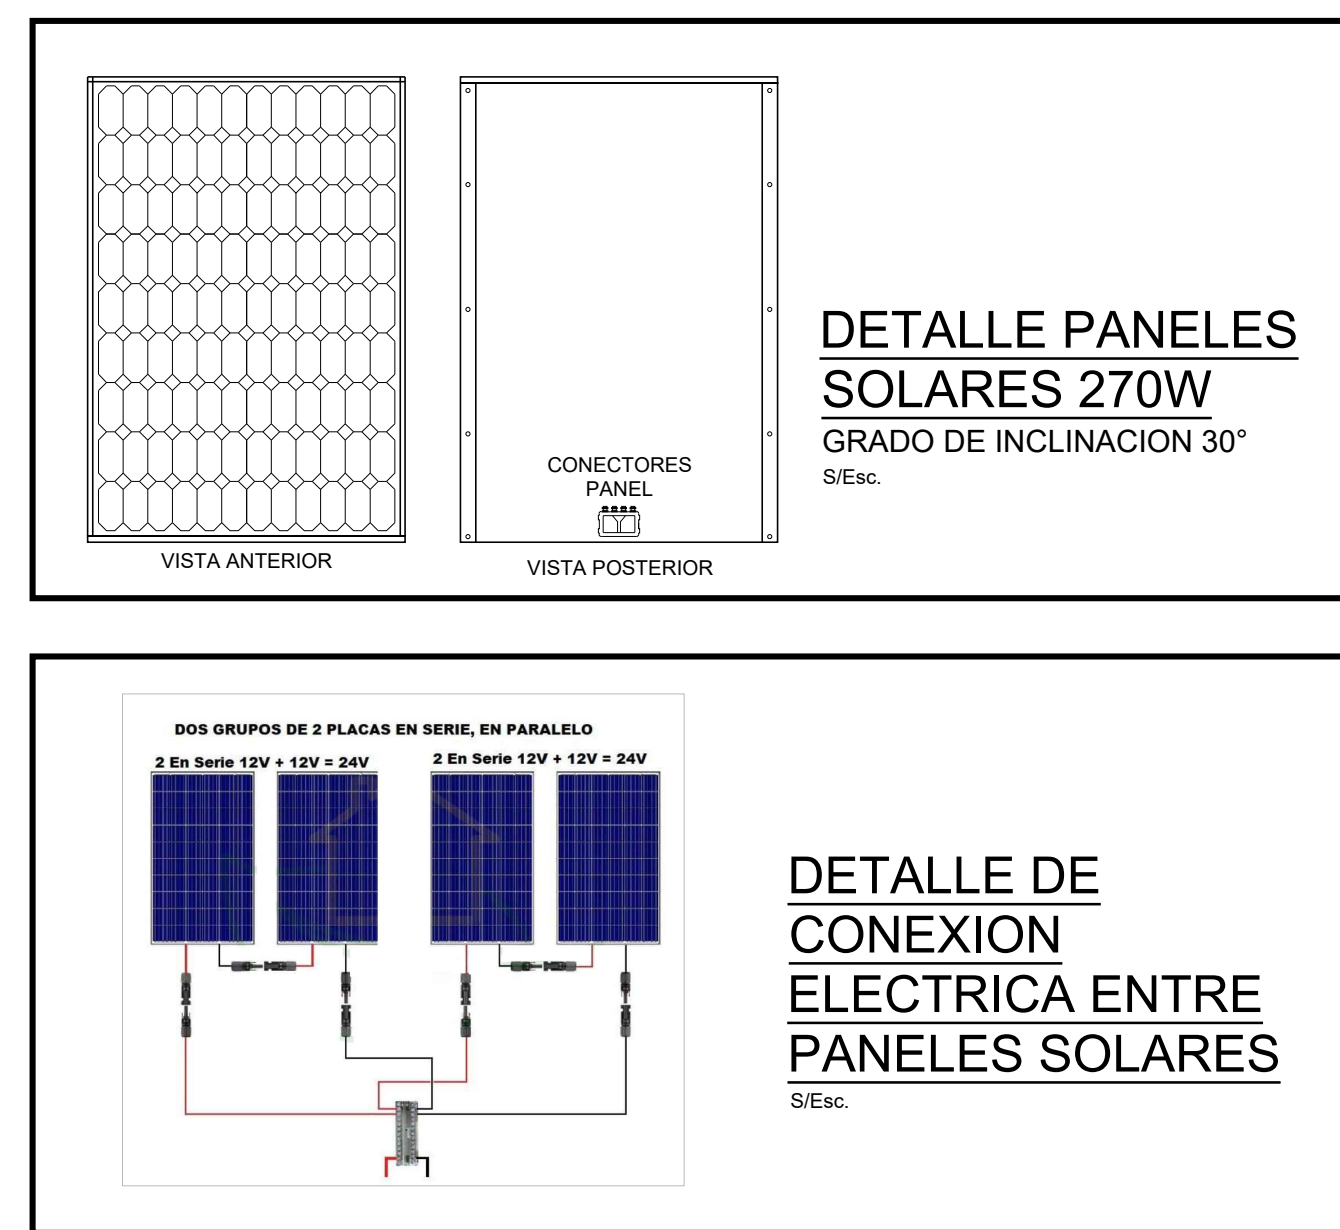 DETALLE PANELES
SOLARES 270W
GRADO DE INCLINACION 30°
S/Esc.
CONECTORES
PANEL
VISTA ANTERIOR
VISTA POSTERIOR
DOS GRUPOS DE 2 PLACAS EN SERIE, EN PARALELO
2 En Serie 12V + 12V = 24V
2 En Serie 12V + 12V = 24V
DETALLE DE
CONEXION
ELECTRICA ENTRE
PANELES SOLARES
S/Esc.